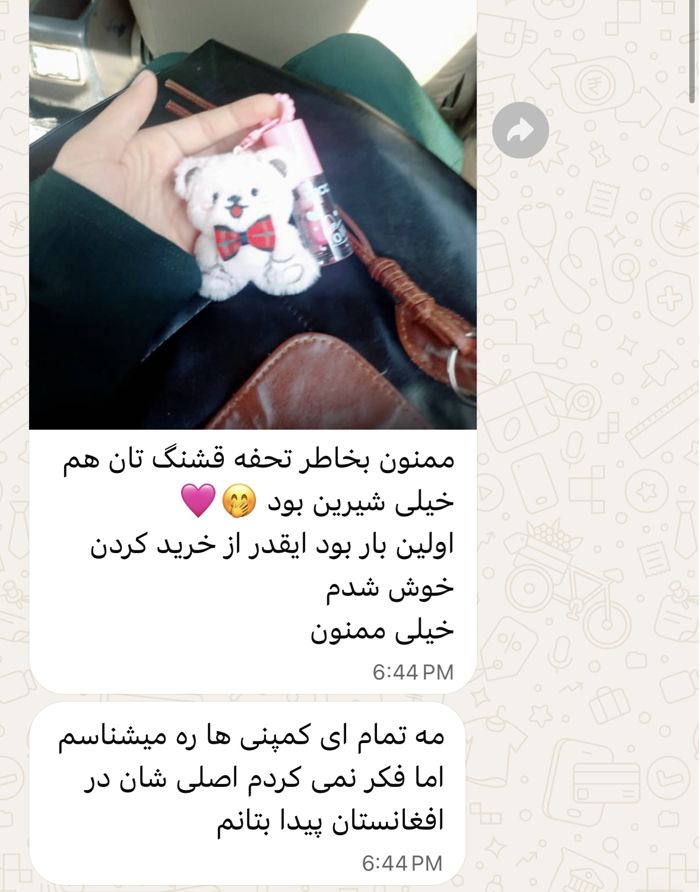 ممنون بخاطر تحفه قشنگ تان هم
خیلی شیرین بود 🤭🩷
اولین بار بود ایقدر از خرید کردن
خوش شدم
خیلی ممنون
6:44 PM
مه تمام ای کمپنی ها ره میشناسم
اما فکر نمی کردم اصلی شان در
افغانستان پیدا بتانم
6:44 PM